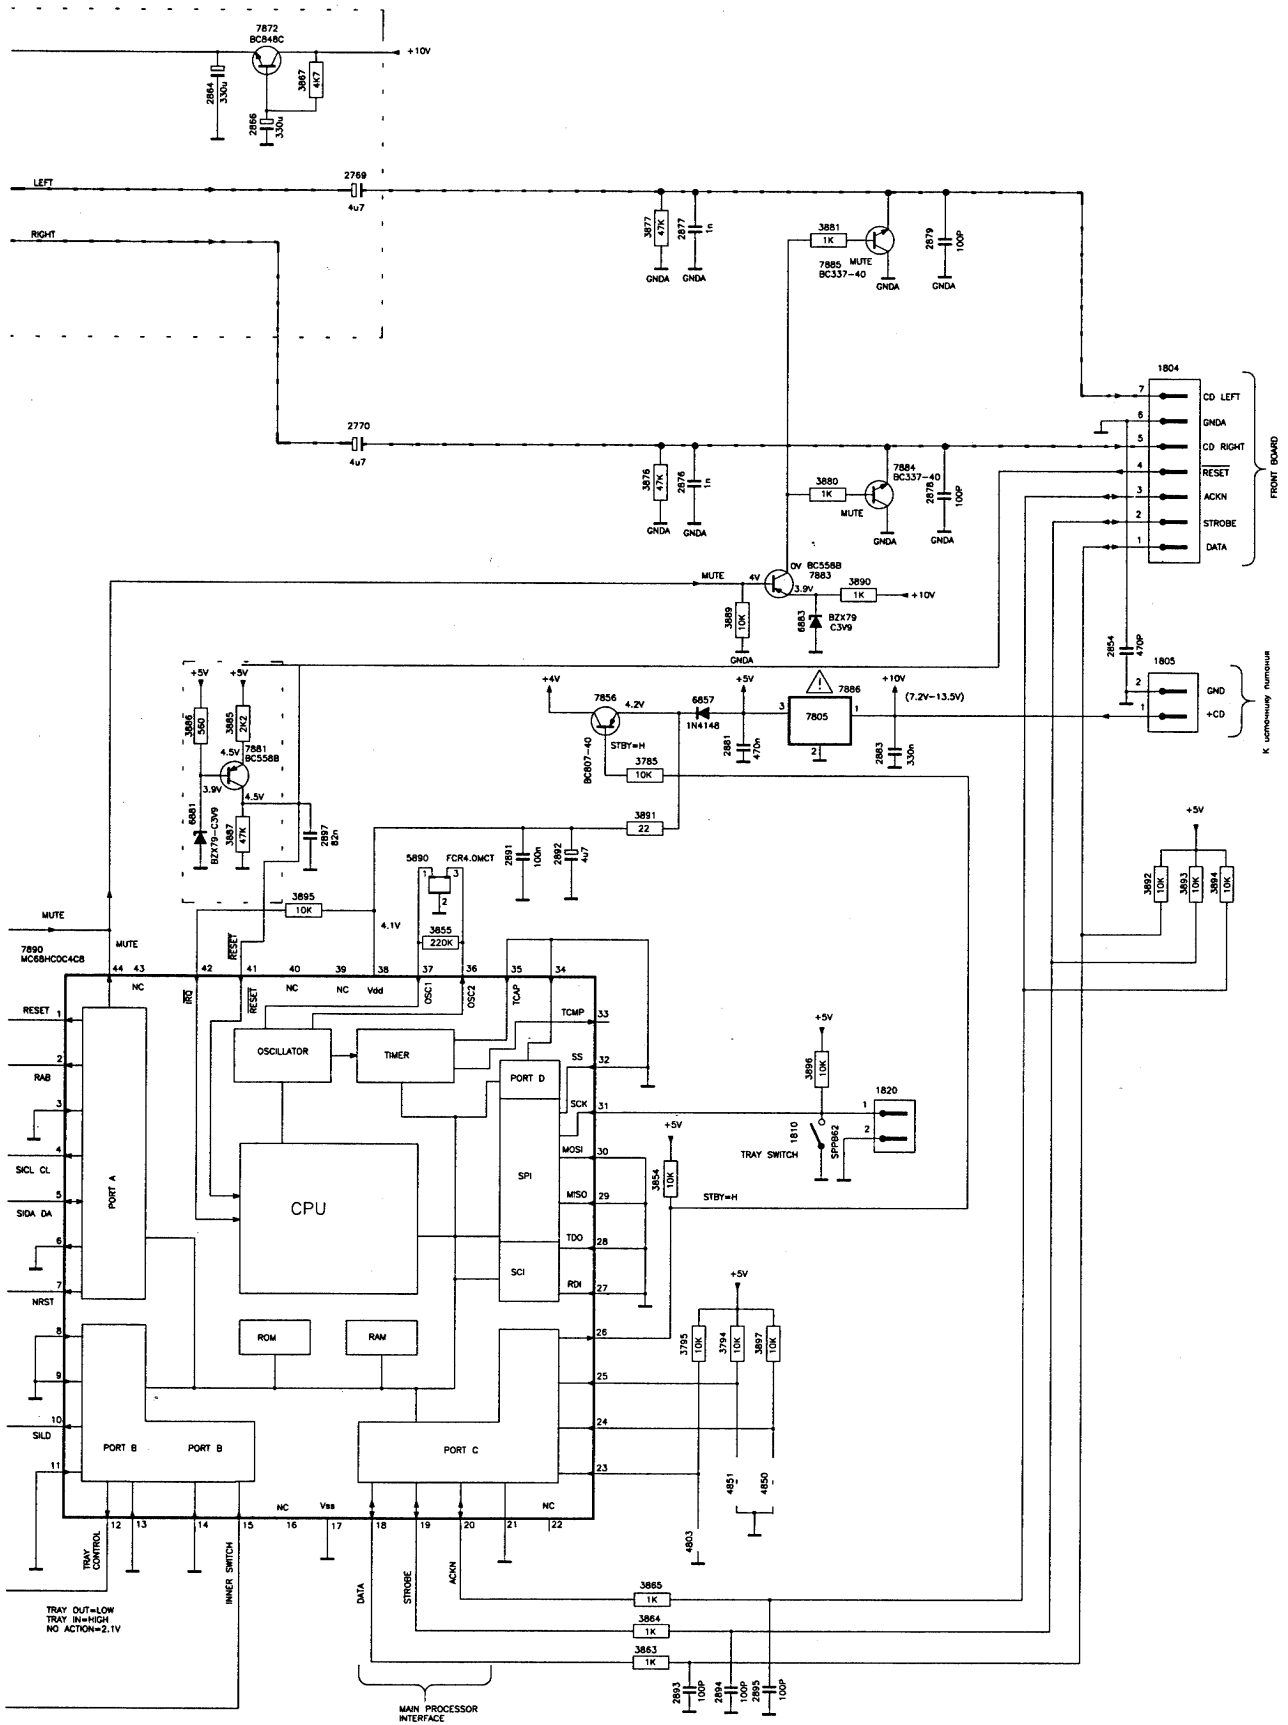 7872
BC848C
+10V
2864
330u
3867
4K7
2866
330u
LEFT
2769
4u7
RIGHT
3877
47K
GNDA
2877
1n
GNDA
3881
1K
7885 MUTE
BC337-40
GNDA
2879
100P
GNDA
1804
7 CD LEFT
6 GNDA
5 CD RIGHT
4 RESET
3 ACKN
2 STROBE
1 DATA
FRONT BOARD
2770
4u7
3876
47K
GNDA
2876
1n
GNDA
7884
BC337-40
3880
1K
MUTE
GNDA
2878
100P
GNDA
MUTE
4V
0V BC558B
7883
3.9V
3890
1K
+10V
3889
10K
GNDA
6883
BZX79
C3V9
2854
470P
1805
2 GND
1 +CD
К источнику питания
+5V
+5V
3886
560
3885
2K2
7881
BC558B
4.5V
3.9V
4.5V
6881
BZX79-C3V9
3887
47K
2897
82n
+4V
7856
4.2V
BC807-40
STBY=H
6857
1N4148
+5V
7886
3
7805
1
2
+10V
(7.2V-13.5V)
2881
470n
2883
330n
3785
10K
3891
22
2891
100n
2892
4u7
5890
FCR4.0MCT
1
3
2
3855
220K
3895
10K
4.1V
+5V
3892
10K
3893
10K
3894
10K
MUTE
7890
MC68HC0C4C8
MUTE
RESET
44 43 42 41 40 39 38 37 36 35 34
NC
IRQ
RESET
NC
NC
Vdd
OSC1
OSC2
TCAP
RESET 1
RAB 2
3
SICL CL 4
SIDA DA 5
6
NRST 7
8
9
SILD 10
11
PORT A
OSCILLATOR
TIMER
CPU
ROM
RAM
PORT D
SPI
SCI
PORT B
PORT B
PORT C
TCMP 33
SS 32
SCK 31
MOSI 30
MISO 29
TDO 28
RDI 27
26
25
24
23
+5V
3896
10K
1820
1
2
1810
SPPB62
TRAY SWITCH
+5V
3854
10K
STBY=H
+5V
3795
10K
3794
10K
3897
10K
4851
4850
4803
NC
Vss
NC
12 13 14 15 16 17 18 19 20 21 22
TRAY
CONTROL
INNER SWITCH
DATA
STROBE
ACKN
TRAY OUT=LOW
TRAY IN=HIGH
NO ACTION=2.1V
3865
1K
3864
1K
3863
1K
2893
100P
2894
100P
2895
100P
MAIN PROCESSOR
INTERFACE